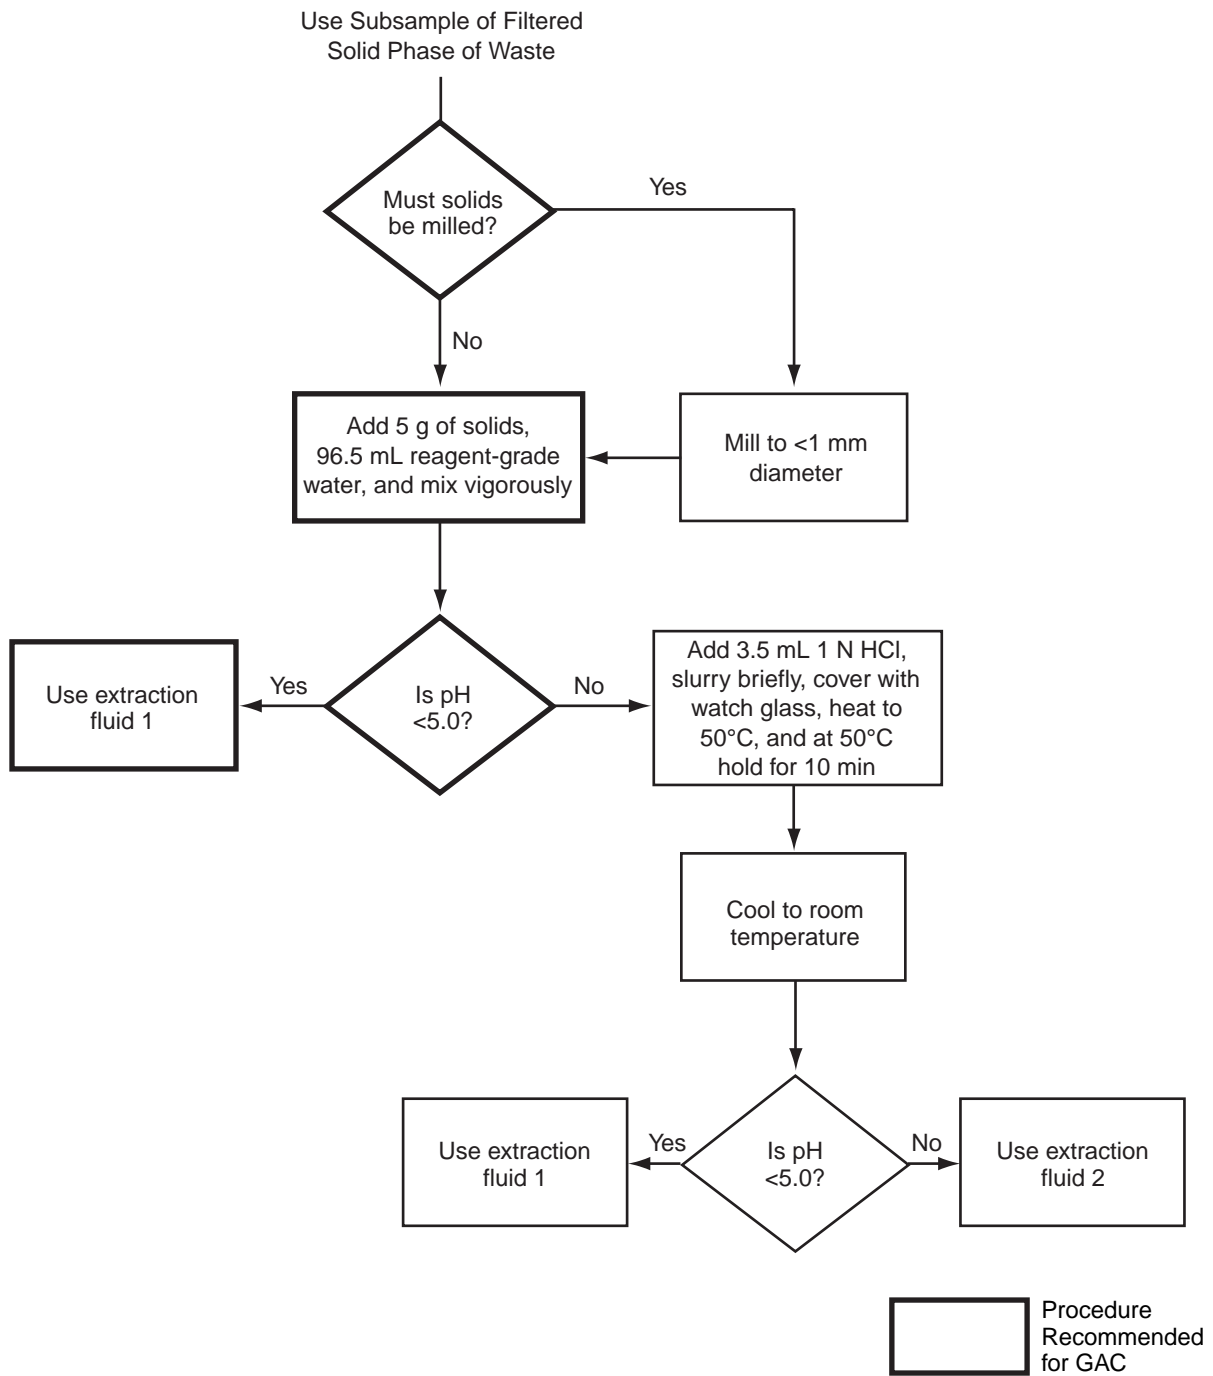 Use Subsample of Filtered
Solid Phase of Waste
Must solids
be milled?
Yes
No
Add 5 g of solids,
96.5 mL reagent-grade
water, and mix vigorously
Mill to <1 mm
diameter
Use extraction
fluid 1
Yes
Is pH
<5.0?
No
Add 3.5 mL 1 N HCl,
slurry briefly, cover with
watch glass, heat to
50°C, and at 50°C
hold for 10 min
Cool to room
temperature
Use extraction
fluid 1
Yes
Is pH
<5.0?
No
Use extraction
fluid 2
Procedure
Recommended
for GAC